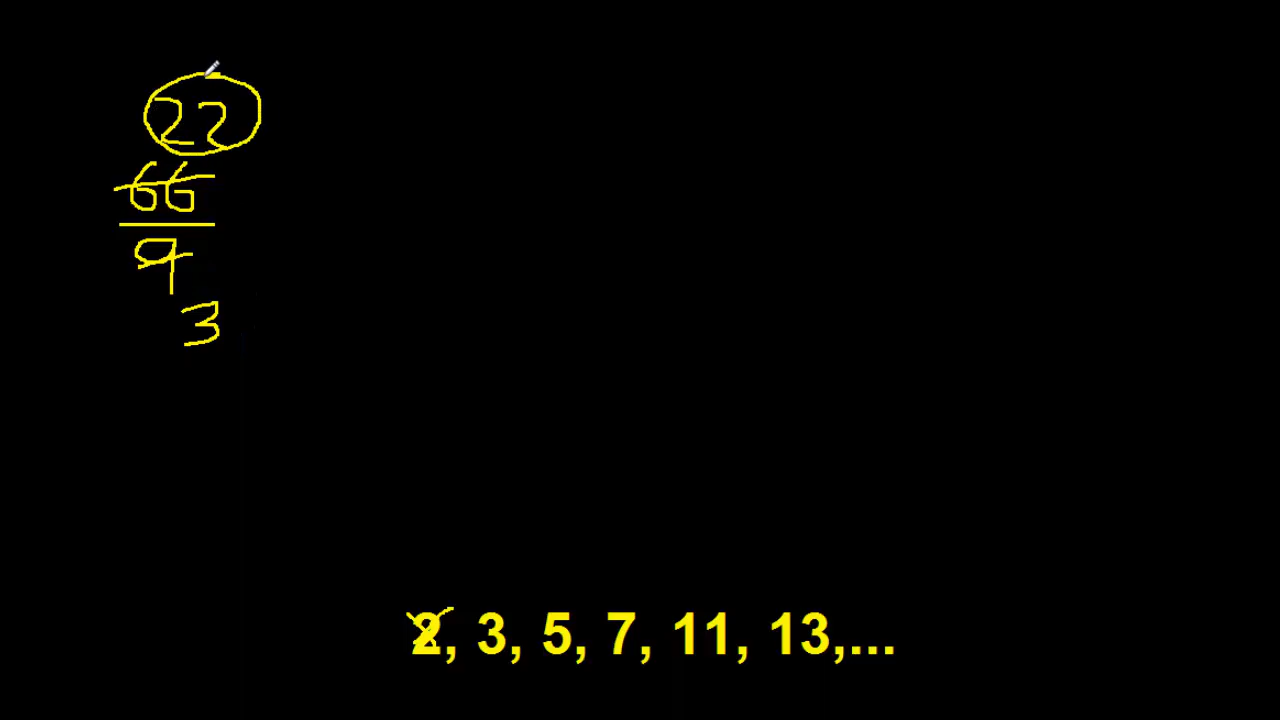 22
66
9
3
2, 3, 5, 7, 11, 13,...